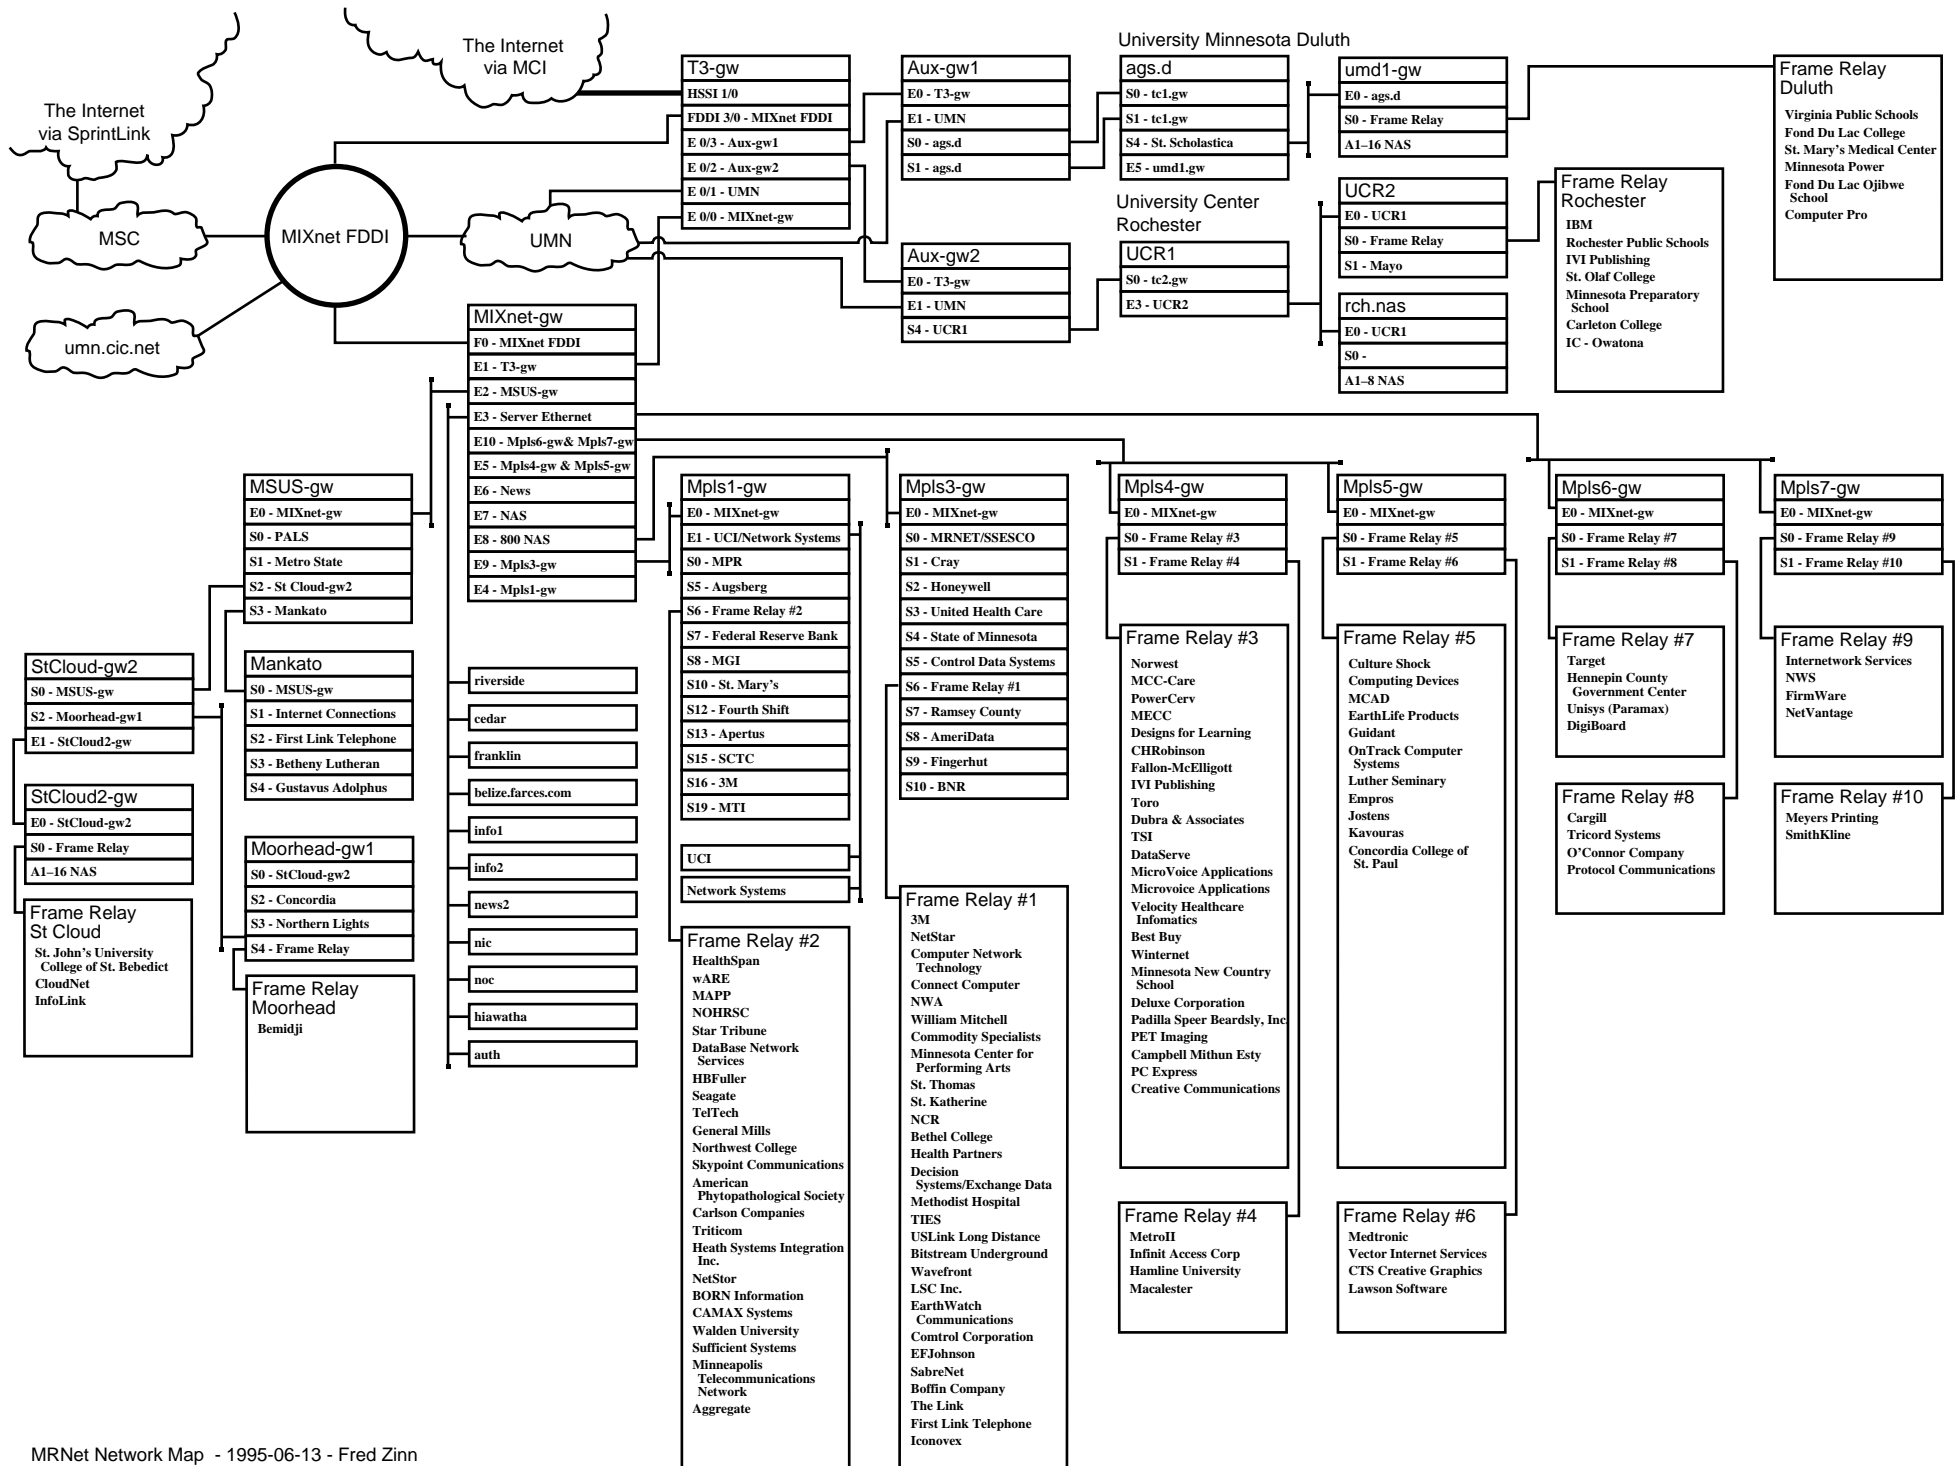 The Internet
via SprintLink
The Internet
via MCI
MSC
MIXnet FDDI
UMN
umn.cic.net
T3-gw
HSSI 1/0
FDDI 3/0 - MIXnet FDDI
E 0/3 - Aux-gw1
E 0/2 - Aux-gw2
E 0/1 - UMN
E 0/0 - MIXnet-gw
Aux-gw1
E0 - T3-gw
E1 - UMN
S0 - ags.d
S1 - ags.d
Aux-gw2
E0 - T3-gw
E1 - UMN
S4 - UCR1
University Minnesota Duluth
ags.d
S0 - tc1.gw
S1 - tc1.gw
S4 - St. Scholastica
E5 - umd1.gw
umd1-gw
E0 - ags.d
S0 - Frame Relay
A1–16 NAS
Frame Relay
Duluth
Virginia Public Schools
Fond Du Lac College
St. Mary's Medical Center
Minnesota Power
Fond Du Lac Ojibwe
School
Computer Pro
University Center
Rochester
UCR1
S0 - tc2.gw
E3 - UCR2
UCR2
E0 - UCR1
S0 - Frame Relay
S1 - Mayo
rch.nas
E0 - UCR1
S0 -
A1–8 NAS
Frame Relay
Rochester
IBM
Rochester Public Schools
IVI Publishing
St. Olaf College
Minnesota Preparatory
School
Carleton College
IC - Owatona
MIXnet-gw
F0 - MIXnet FDDI
E1 - T3-gw
E2 - MSUS-gw
E3 - Server Ethernet
E10 - Mpls6-gw& Mpls7-gw
E5 - Mpls4-gw & Mpls5-gw
E6 - News
E7 - NAS
E8 - 800 NAS
E9 - Mpls3-gw
E4 - Mpls1-gw
riverside
cedar
franklin
belize.farces.com
info1
info2
news2
nic
noc
hiawatha
auth
MSUS-gw
E0 - MIXnet-gw
S0 - PALS
S1 - Metro State
S2 - St Cloud-gw2
S3 - Mankato
StCloud-gw2
S0 - MSUS-gw
S2 - Moorhead-gw1
E1 - StCloud2-gw
StCloud2-gw
E0 - StCloud-gw2
S0 - Frame Relay
A1–16 NAS
Frame Relay
St Cloud
St. John's University
College of St. Bebedict
CloudNet
InfoLink
Mankato
S0 - MSUS-gw
S1 - Internet Connections
S2 - First Link Telephone
S3 - Betheny Lutheran
S4 - Gustavus Adolphus
Moorhead-gw1
S0 - StCloud-gw2
S2 - Concordia
S3 - Northern Lights
S4 - Frame Relay
Frame Relay
Moorhead
Bemidji
Mpls1-gw
E0 - MIXnet-gw
E1 - UCI/Network Systems
S0 - MPR
S5 - Augsberg
S6 - Frame Relay #2
S7 - Federal Reserve Bank
S8 - MGI
S10 - St. Mary's
S12 - Fourth Shift
S13 - Apertus
S15 - SCTC
S16 - 3M
S19 - MTI
UCI
Network Systems
Frame Relay #2
HealthSpan
wARE
MAPP
NOHRSC
Star Tribune
DataBase Network
Services
HBFuller
Seagate
TelTech
General Mills
Northwest College
Skypoint Communications
American
Phytopathological Society
Carlson Companies
Triticom
Heath Systems Integration
Inc.
NetStor
BORN Information
CAMAX Systems
Walden University
Sufficient Systems
Minneapolis
Telecommunications
Network
Aggregate
Mpls3-gw
E0 - MIXnet-gw
S0 - MRNET/SSESCO
S1 - Cray
S2 - Honeywell
S3 - United Health Care
S4 - State of Minnesota
S5 - Control Data Systems
S6 - Frame Relay #1
S7 - Ramsey County
S8 - AmeriData
S9 - Fingerhut
S10 - BNR
Frame Relay #1
3M
NetStar
Computer Network
Technology
Connect Computer
NWA
William Mitchell
Commodity Specialists
Minnesota Center for
Performing Arts
St. Thomas
St. Katherine
NCR
Bethel College
Health Partners
Decision
Systems/Exchange Data
Methodist Hospital
TIES
USLink Long Distance
Bitstream Underground
Wavefront
LSC Inc.
EarthWatch
Communications
Comtrol Corporation
EFJohnson
SabreNet
Boffin Company
The Link
First Link Telephone
Iconovex
Mpls4-gw
E0 - MIXnet-gw
S0 - Frame Relay #3
S1 - Frame Relay #4
Frame Relay #3
Norwest
MCC-Care
PowerCerv
MECC
Designs for Learning
CHRobinson
Fallon-McElligott
IVI Publishing
Toro
Dubra & Associates
TSI
DataServe
MicroVoice Applications
Microvoice Applications
Velocity Healthcare
Infomatics
Best Buy
Winternet
Minnesota New Country
School
Deluxe Corporation
Padilla Speer Beardsly, Inc.
PET Imaging
Campbell Mithun Esty
PC Express
Creative Communications
Frame Relay #4
MetroII
Infinit Access Corp
Hamline University
Macalester
Mpls5-gw
E0 - MIXnet-gw
S0 - Frame Relay #5
S1 - Frame Relay #6
Frame Relay #5
Culture Shock
Computing Devices
MCAD
EarthLife Products
Guidant
OnTrack Computer
Systems
Luther Seminary
Empros
Jostens
Kavouras
Concordia College of
St. Paul
Frame Relay #6
Medtronic
Vector Internet Services
CTS Creative Graphics
Lawson Software
Mpls6-gw
E0 - MIXnet-gw
S0 - Frame Relay #7
S1 - Frame Relay #8
Frame Relay #7
Target
Hennepin County
Government Center
Unisys (Paramax)
DigiBoard
Frame Relay #8
Cargill
Tricord Systems
O'Connor Company
Protocol Communications
Mpls7-gw
E0 - MIXnet-gw
S0 - Frame Relay #9
S1 - Frame Relay #10
Frame Relay #9
Internetwork Services
NWS
FirmWare
NetVantage
Frame Relay #10
Meyers Printing
SmithKline
MRNet Network Map - 1995-06-13 - Fred Zinn